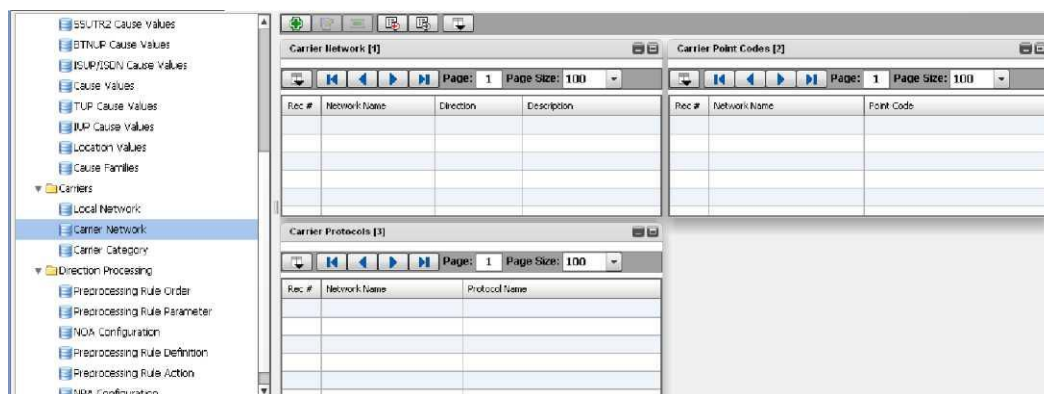 SSUTR2 Cause Values
BTNUP Cause Values
ISUP/ISDN Cause Values
Cause Values
TUP Cause Values
IUP Cause Values
Location Values
Cause Families
Carriers
Local Network
Carrier Network
Carrier Category
Direction Processing
Preprocessing Rule Order
Preprocessing Rule Parameter
NOA Configuration
Preprocessing Rule Definition
Preprocessing Rule Action
NPA Configuration
Carrier Network [1]
Page: 1 Page Size: 100
Rec # Network Name Direction Description
Carrier Point Codes [2]
Page: 1 Page Size: 100
Rec # Network Name Point Code
Carrier Protocols [3]
Page: 1 Page Size: 100
Rec # Network Name Protocol Name